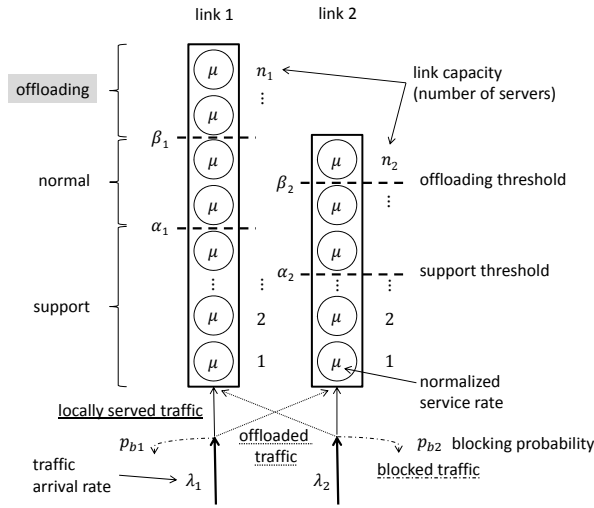 link 1 link 2
μ n₁
offloading
link capacity
(number of servers)
μ ⋮
β₁
μ μ n₂
normal
β₂ offloading threshold
μ μ ⋮
α₁
μ μ
α₂ support threshold
⋮ ⋮ ⋮ ⋮
support
μ 2 μ 2
μ 1 μ 1
normalized
service rate
locally served traffic
offloaded
traffic
p_b1 p_b2 blocking probability
blocked traffic
traffic
arrival rate
λ₁ λ₂